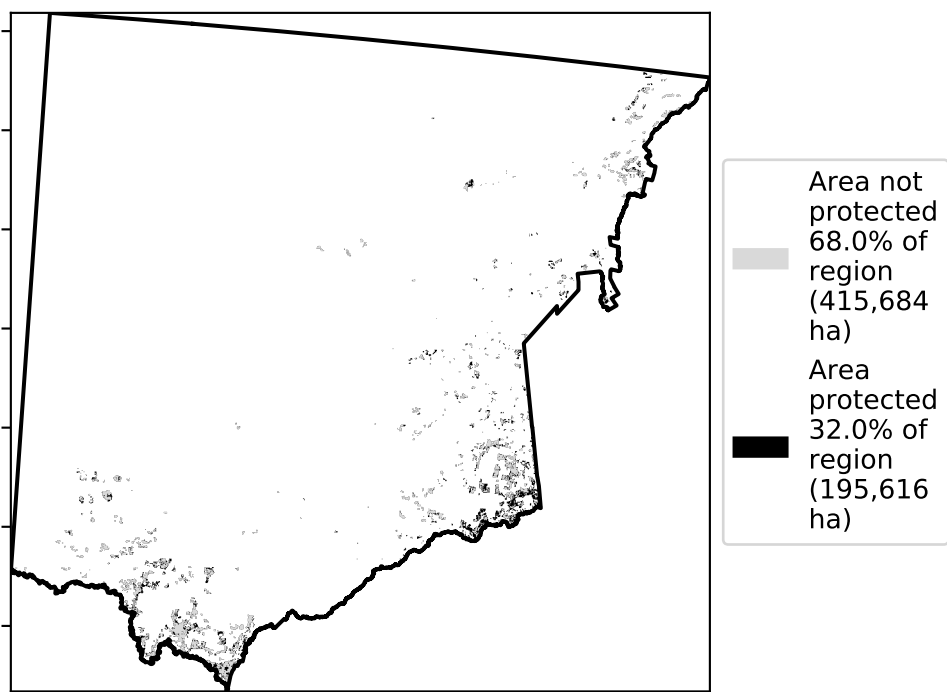 Area not
protected
68.0% of
region
(415,684
ha)
Area
protected
32.0% of
region
(195,616
ha)